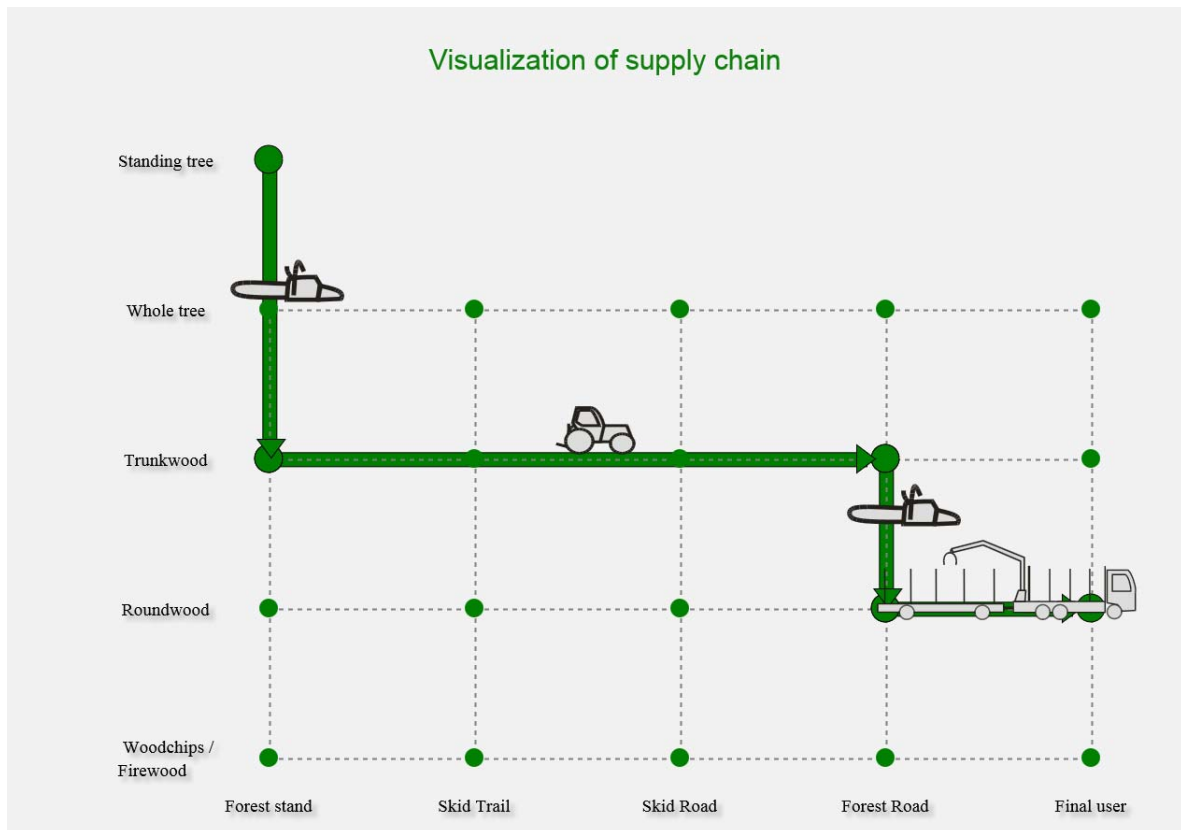 Visualization of supply chain
Standing tree
Whole tree
Trunkwood
Roundwood
Woodchips /
Firewood
Forest stand
Skid Trail
Skid Road
Forest Road
Final user